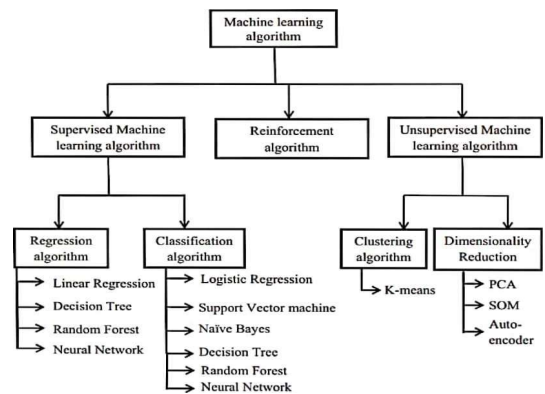 Machine learning
algorithm
Supervised Machine
learning algorithm
Reinforcement
algorithm
Unsupervised Machine
learning algorithm
Regression
algorithm
Classification
algorithm
Clustering
algorithm
Dimensionality
Reduction
Linear Regression
Decision Tree
Random Forest
Neural Network
Logistic Regression
Support Vector machine
Naïve Bayes
Decision Tree
Random Forest
Neural Network
K-means
PCA
SOM
Auto-
encoder